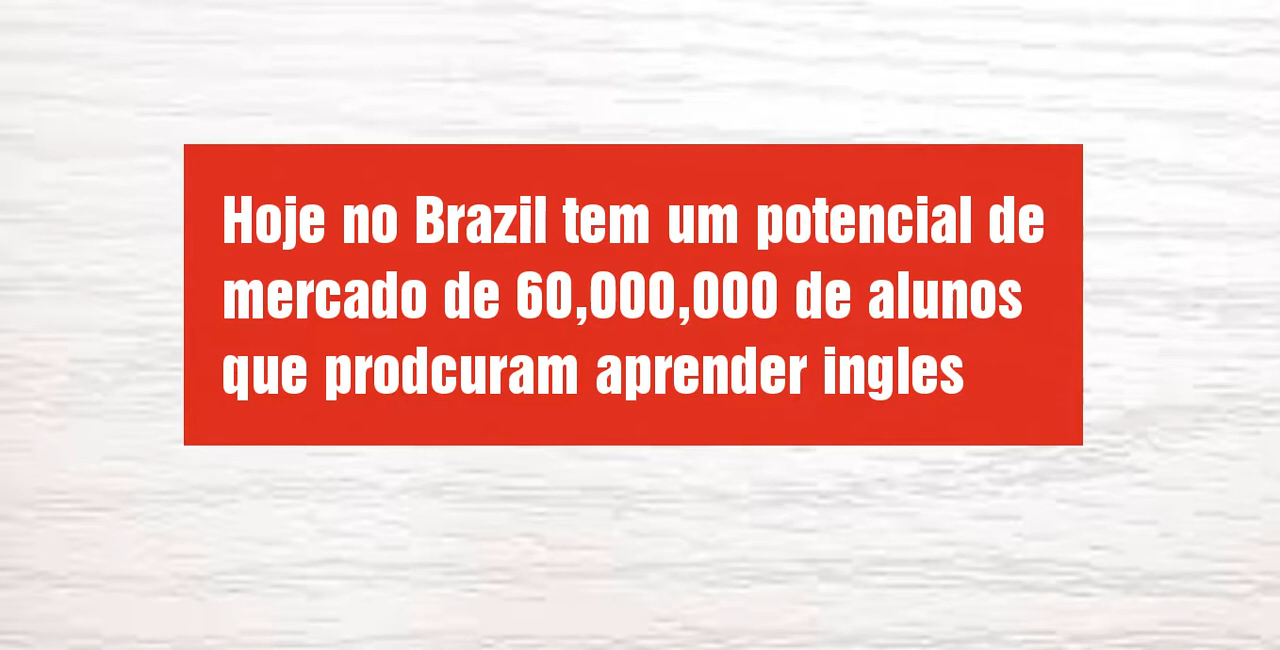 Hoje no Brazil tem um potencial de
mercado de 60,000,000 de alunos
que prodcuram aprender ingles